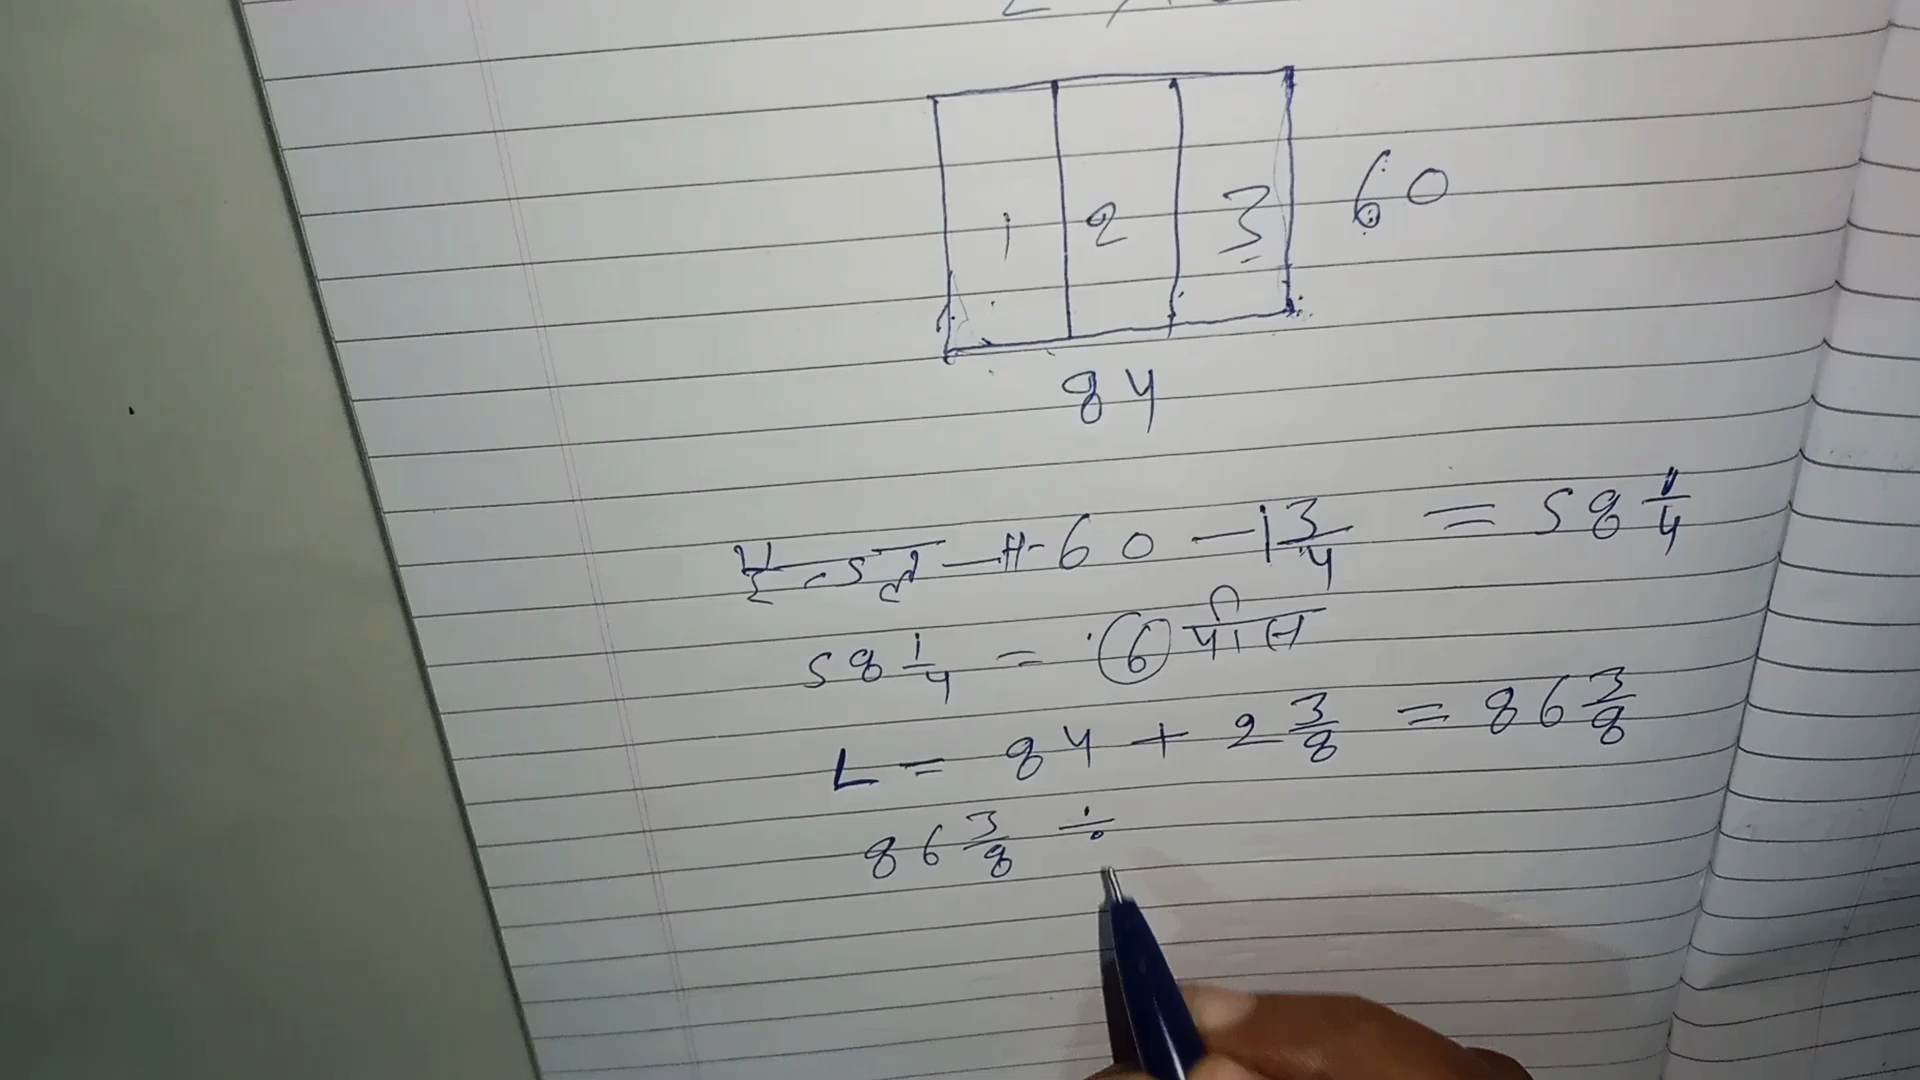 1 2 3 60
84
60 - 1 3/4 = 58 1/4
58 1/4 = 6 पीस
L = 84 + 2 3/8 = 86 3/8
86 3/8 ÷